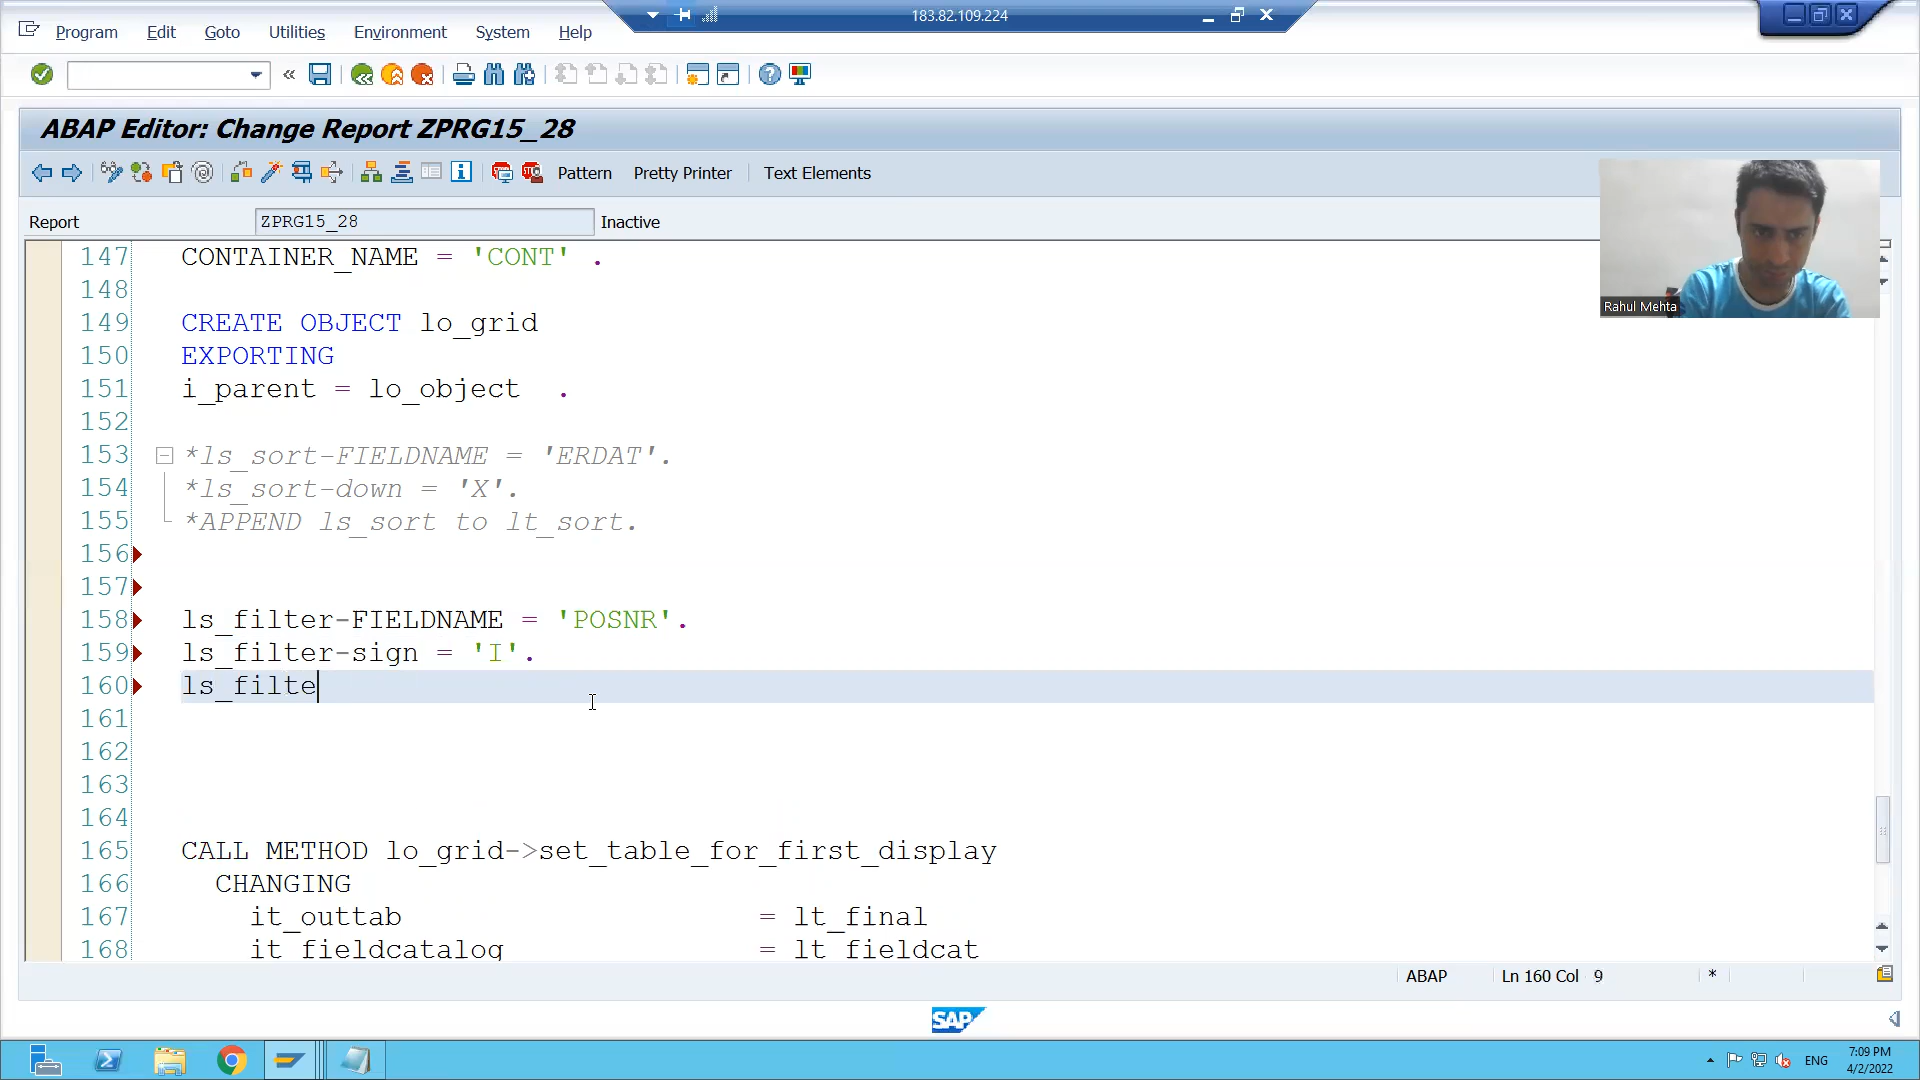 183.82.109.224
Program Edit Goto Utilities Environment System Help
ABAP Editor: Change Report ZPRG15_28
Pattern Pretty Printer Text Elements
Report ZPRG15_28 Inactive
Rahul Mehta
147 CONTAINER_NAME = 'CONT' .
148
149 CREATE OBJECT lo_grid
150 EXPORTING
151 i_parent = lo_object .
152
153 *ls_sort-FIELDNAME = 'ERDAT'.
154 *ls_sort-down = 'X'.
155 *APPEND ls_sort to lt_sort.
156
157
158 ls_filter-FIELDNAME = 'POSNR'.
159 ls_filter-sign = 'I'.
160 ls_filte
161
162
163
164
165 CALL METHOD lo_grid->set_table_for_first_display
166 CHANGING
167 it_outtab = lt_final
168 it_fieldcatalog = lt_fieldcat
ABAP Ln 160 Col 9 *
SAP
ENG
7:09 PM
4/2/2022